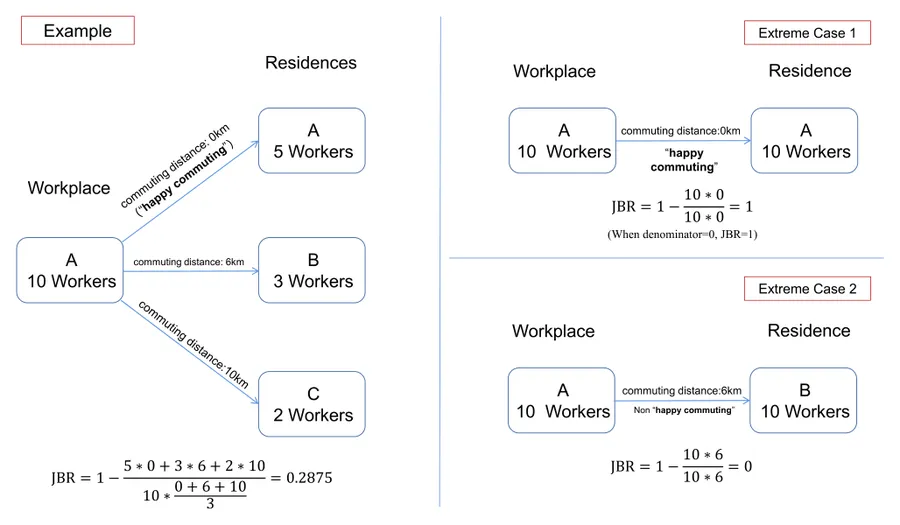 Example
Residences
A
5 Workers
commuting distance: 0km
("happy commuting")
Workplace
A
10 Workers
commuting distance: 6km
B
3 Workers
commuting distance:10km
C
2 Workers
JBR = 1 − (5 ∗ 0 + 3 ∗ 6 + 2 ∗ 10) / (10 ∗ (0 + 6 + 10) / 3) = 0.2875
Extreme Case 1
Workplace
Residence
A
10 Workers
commuting distance:0km
"happy
commuting"
A
10 Workers
JBR = 1 − (10 ∗ 0) / (10 ∗ 0) = 1
(When denominator=0, JBR=1)
Extreme Case 2
Workplace
Residence
A
10 Workers
commuting distance:6km
Non "happy commuting"
B
10 Workers
JBR = 1 − (10 ∗ 6) / (10 ∗ 6) = 0